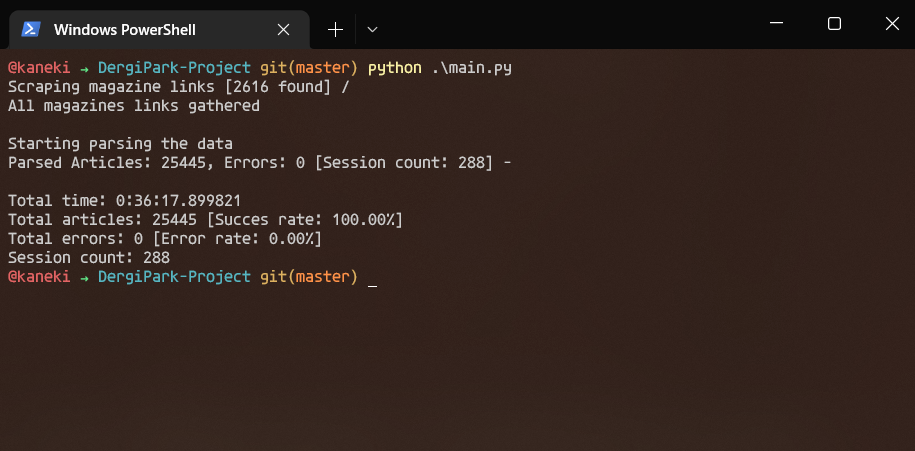 Windows PowerShell
@kaneki → DergiPark-Project git(master) python .\main.py
Scraping magazine links [2616 found] /
All magazines links gathered
Starting parsing the data
Parsed Articles: 25445, Errors: 0 [Session count: 288] -
Total time: 0:36:17.899821
Total articles: 25445 [Succes rate: 100.00%]
Total errors: 0 [Error rate: 0.00%]
Session count: 288
@kaneki → DergiPark-Project git(master) _